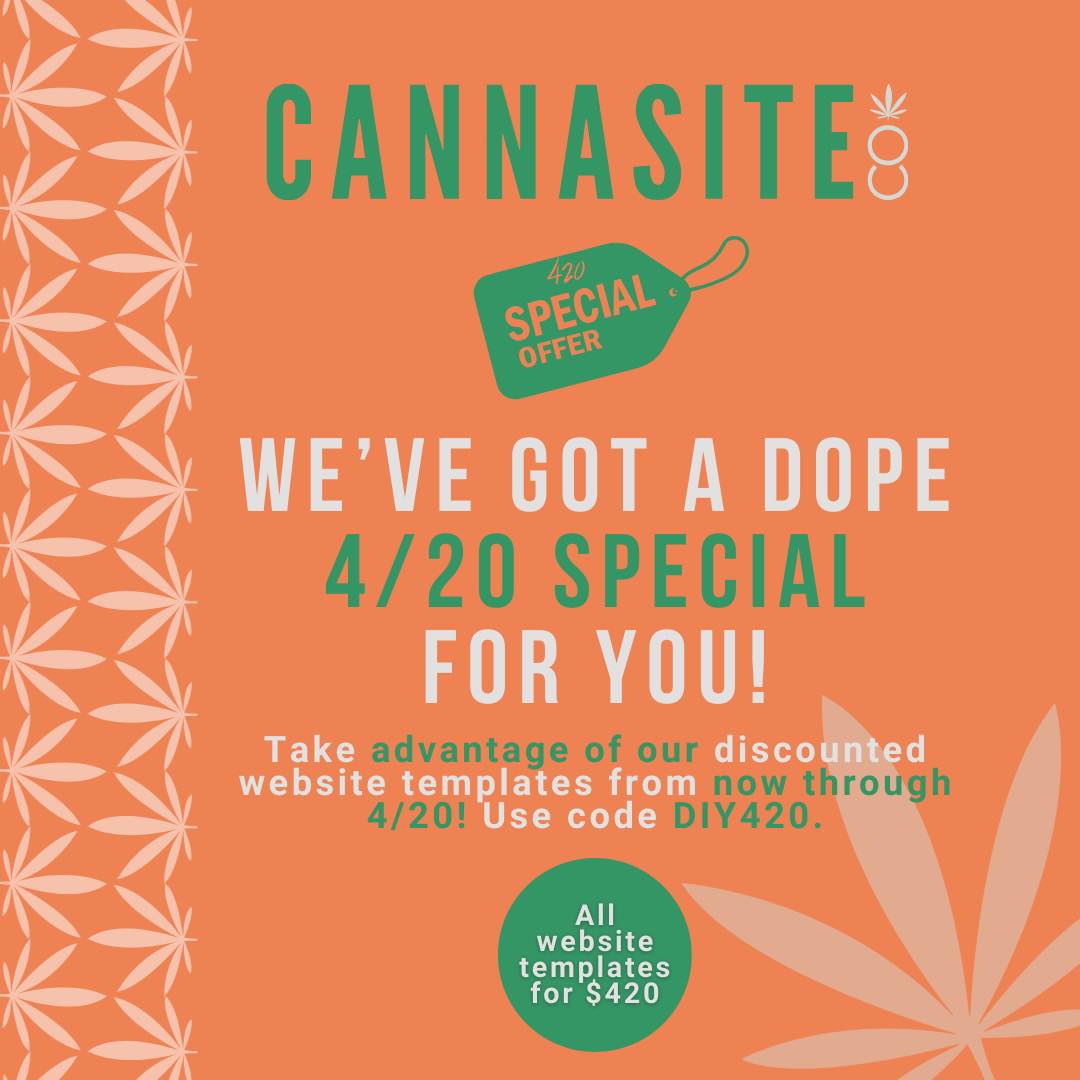 CANNASITE CO
420
SPECIAL
OFFER
WE'VE GOT A DOPE
4/20 SPECIAL
FOR YOU!
Take advantage of our discounted
website templates from now through
4/20! Use code DIY420.
All
website
templates
for $420